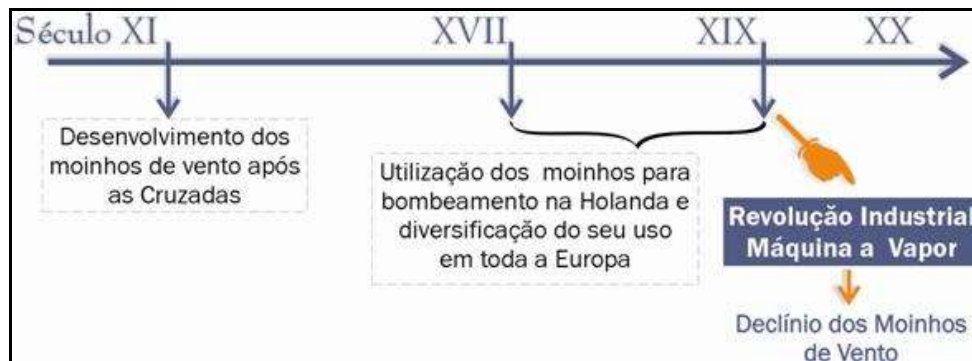 Século XI XVII XIX XX
Desenvolvimento dos
moinhos de vento após
as Cruzadas
Utilização dos moinhos para
bombeamento na Holanda e
diversificação do seu uso
em toda a Europa
Revolução Industrial
Máquina a Vapor
Declínio dos Moinhos
de Vento